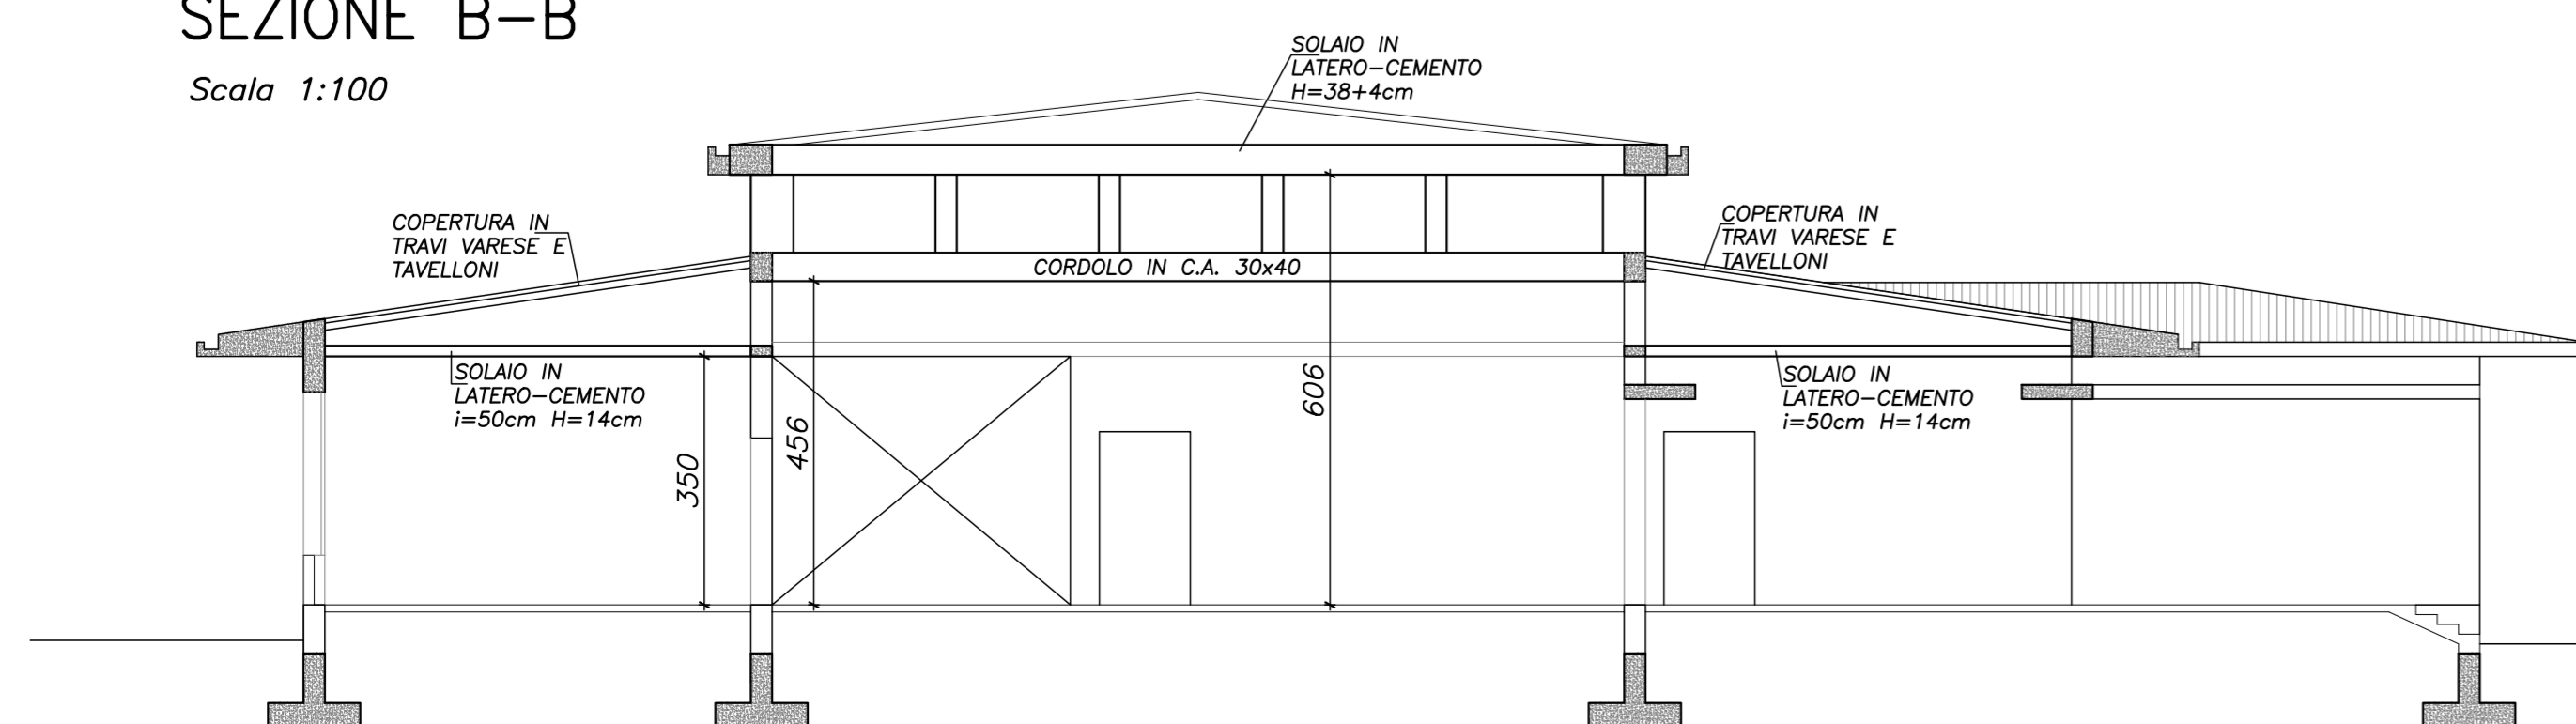 SEZIONE B-B
Scala 1:100
SOLAIO IN
LATERO-CEMENTO
H=38+4cm
COPERTURA IN
TRAVI VARESE E
TAVELLONI
COPERTURA IN
TRAVI VARESE E
TAVELLONI
CORDOLO IN C.A. 30x40
SOLAIO IN
LATERO-CEMENTO
i=50cm H=14cm
SOLAIO IN
LATERO-CEMENTO
i=50cm H=14cm
350
456
606